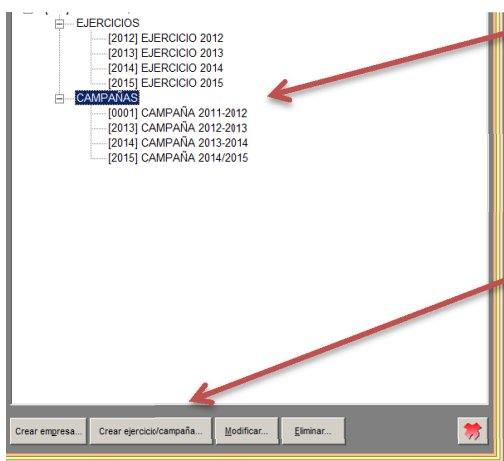 EJERCICIOS
[2012] EJERCICIO 2012
[2013] EJERCICIO 2013
[2014] EJERCICIO 2014
[2015] EJERCICIO 2015
CAMPAÑAS
[0001] CAMPAÑA 2011-2012
[2013] CAMPAÑA 2012-2013
[2014] CAMPAÑA 2013-2014
[2015] CAMPAÑA 2014/2015
Crear empresa... Crear ejercicio/campaña... Modificar... Eliminar...